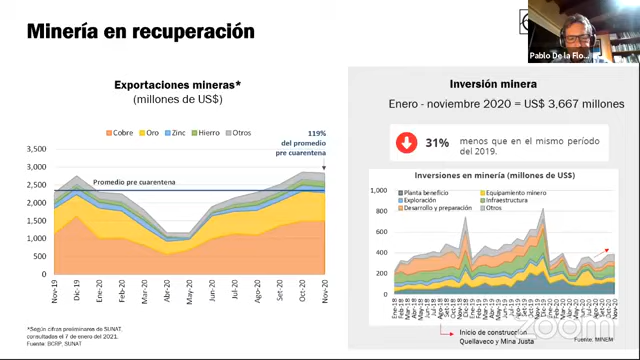 Minería en recuperación
Pablo De la Flo...
Exportaciones mineras*
(millones de US$)
Cobre Oro Zinc Hierro Otros
119%
del promedio
pre cuarentena
Promedio pre cuarentena
3,500
3,000
2,500
2,000
1,500
1,000
500
0
Nov-19 Dic-19 Ene-20 Feb-20 Mar-20 Abr-20 May-20 Jun-20 Jul-20 Ago-20 Set-20 Oct-20 Nov-20
*Según cifras preliminares de SUNAT,
consultadas el 7 de enero del 2021.
Fuente: BCRP, SUNAT
Inversión minera
Enero - noviembre 2020 = US$ 3,667 millones
31% menos que en el mismo período
del 2019.
Inversiones en minería (millones de US$)
Planta beneficio Equipamiento minero
Exploración Infraestructura
Desarrollo y preparación Otros
1,000
800
600
400
200
0
Inicio de construcción
Quellaveco y Mina Justa
Fuente: MINEM
zoom